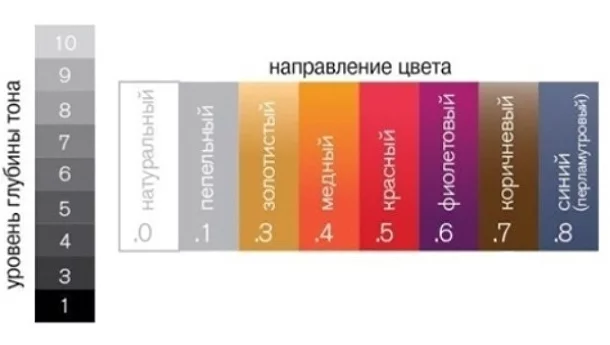 уровень глубины тона
10
9
8
7
6
5
4
3
1
направление цвета
натуральный
.0
пепельный
.1
золотистый
.3
медный
.4
красный
.5
фиолетовый
.6
коричневый
.7
синий
(перламутровый)
.8